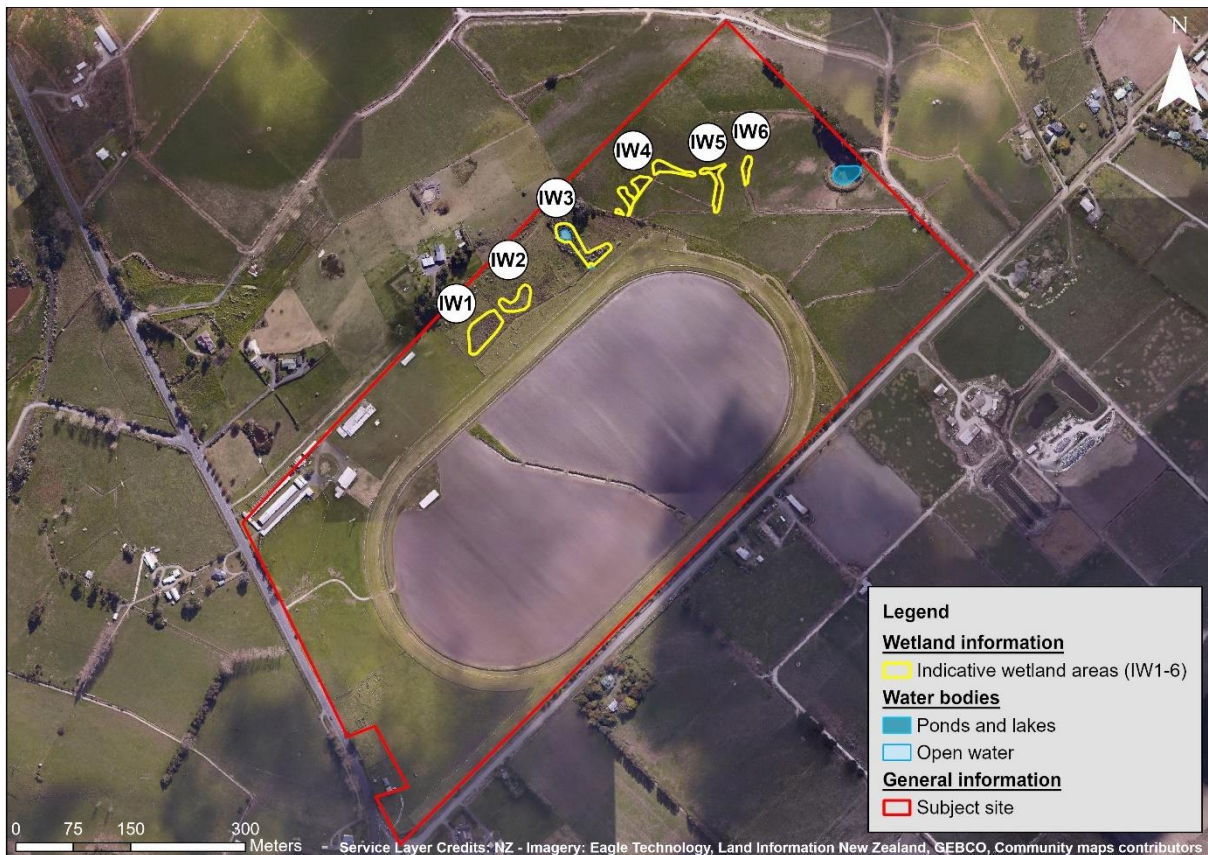 N
IW6
IW5
IW4
IW3
IW2
IW1
Legend
Wetland information
Indicative wetland areas (IW1-6)
Water bodies
Ponds and lakes
Open water
General information
Subject site
0 75 150 300
Meters
Service Layer Credits: NZ - Imagery: Eagle Technology, Land Information New Zealand, GEBCO, Community maps contributors